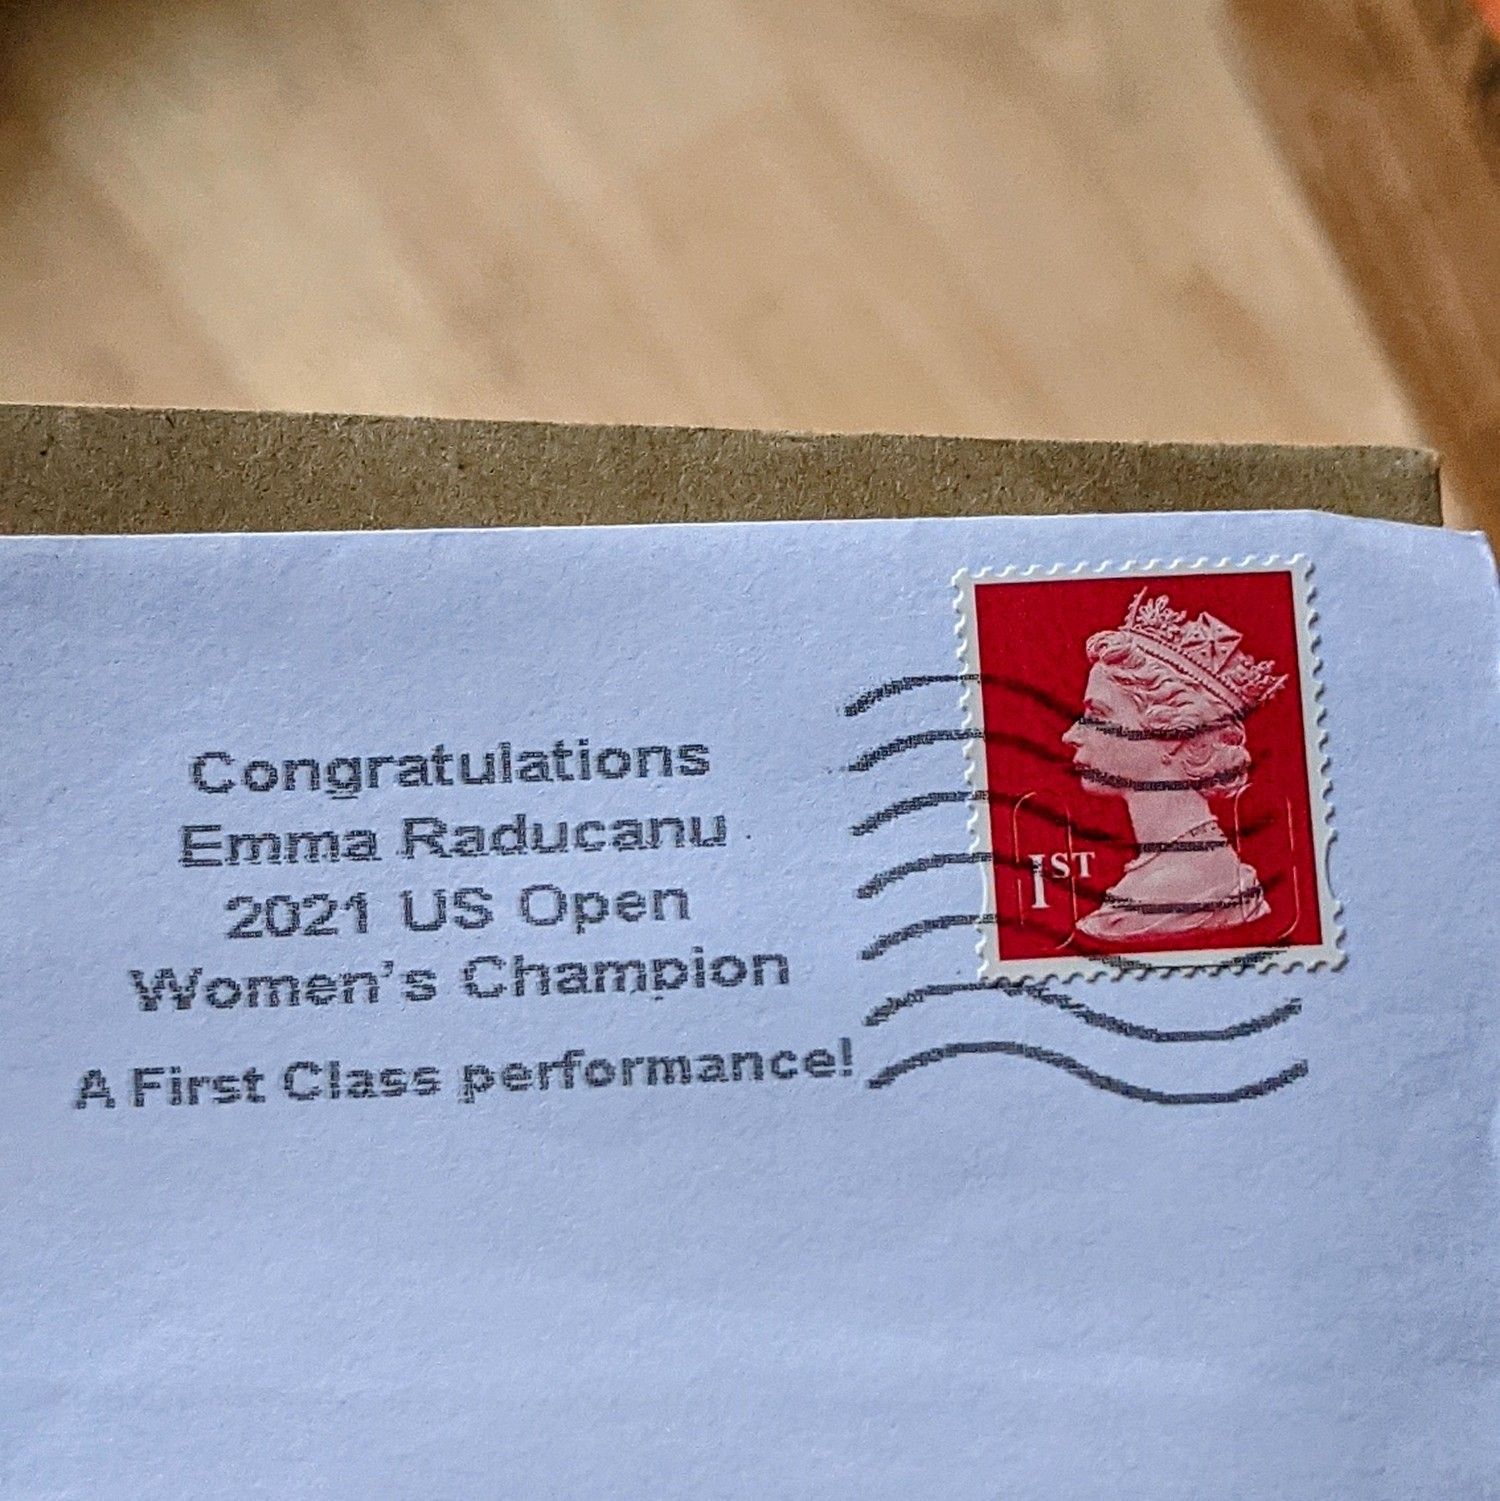 Congratulations
Emma Raducanu
2021 US Open
Women's Champion
A First Class performance!
1ST